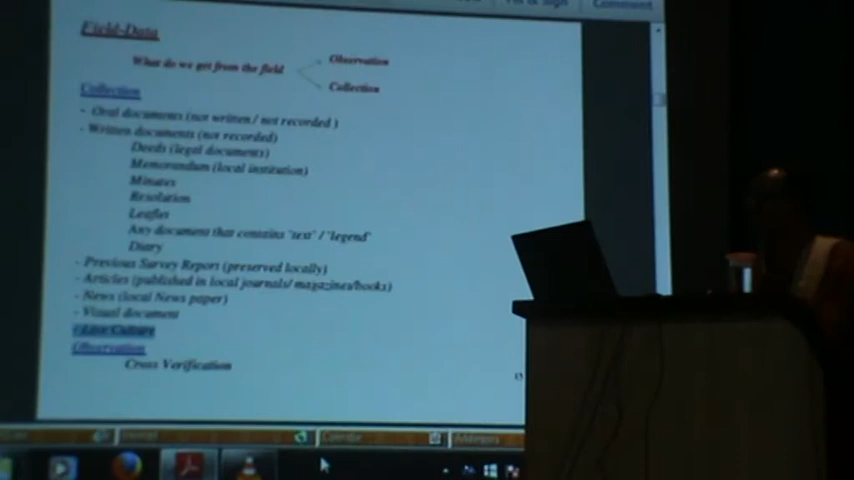 Comment
Field-Data
What do we get from the field
Observation
Collection
Collection
- Oral documents (not written / not recorded )
- Written documents (not recorded)
Deeds (legal documents)
Memorandum (local institution)
Minutes
Resolution
Leaflet
Any document that contains 'text' / 'legend'
Diary
- Previous Survey Report (preserved locally)
- Articles (published in local journals/ magazines/books)
- News (local News paper)
- Visual document
- Live Culture
Observation
Cross Verification